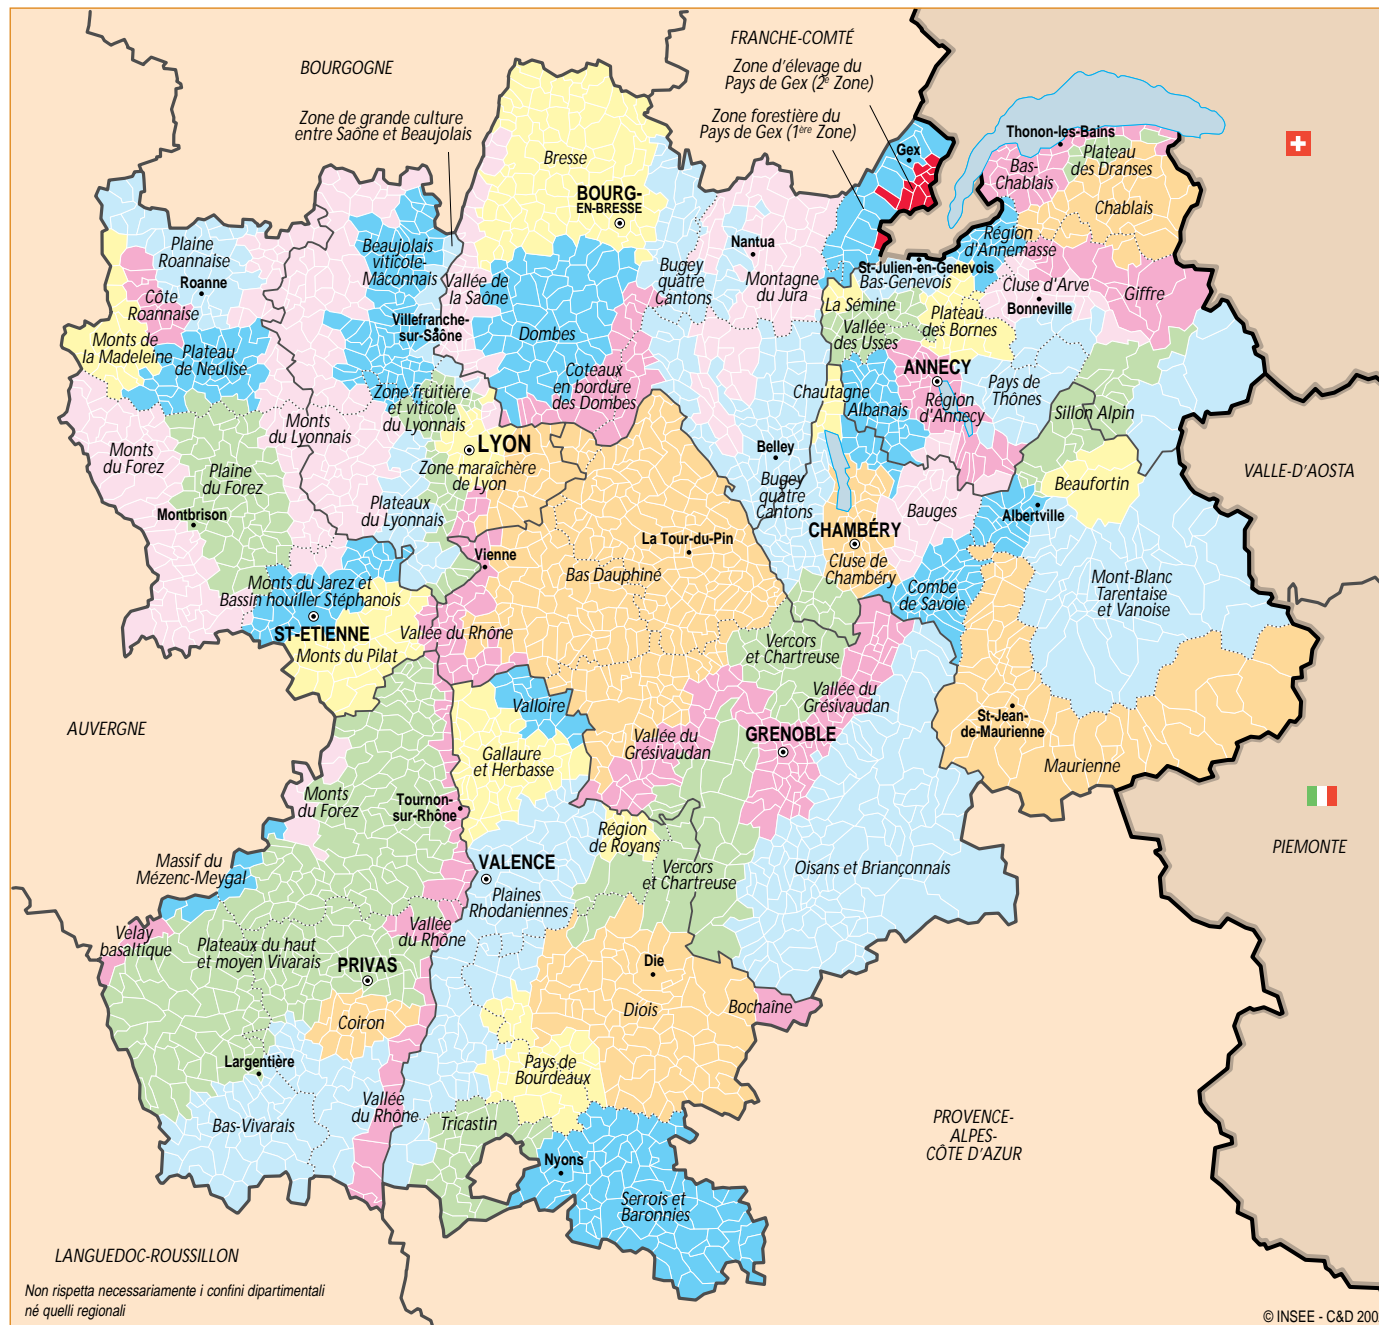 FRANCHE-COMTÉ
BOURGOGNE
Zone d'élevage du
Pays de Gex (2e Zone)
Zone de grande culture
entre Saône et Beaujolais
Zone forestière du
Pays de Gex (1ère Zone)
Thonon-les-Bains
Gex
Bresse
Plateau
des Dranses
Bas-
Chablais
BOURG-
EN-BRESSE
Chablais
Plaine
Roannaise
Beaujolais
viticole-
Mâconnais
Nantua
Région
d'Annemasse
Roanne
Vallée de
la Saône
Bugey
quatre
Cantons
Montagne
du Jura
St-Julien-en-Genevois
Bas-Genevois
Cluse d'Arve
Giffre
Côte
Roannaise
La Sémine
Bonneville
Villefranche-
sur-Saône
Dombes
Vallée
des Usses
Plateau
des Bornes
Monts de
la Madeleine
Plateau
de Neulise
Coteaux
en bordure
des Dombes
ANNECY
Zone fruitière
et viticole
du Lyonnais
Chautagne
Albanais
Région
d'Annecy
Pays de
Thônes
Sillon Alpin
Monts
du Lyonnais
LYON
Monts
du Forez
Belley
Plaine
du Forez
Zone maraîchère
de Lyon
VALLE-D'AOSTA
Bugey
quatre
Cantons
Beaufortin
Montbrison
Plateaux
du Lyonnais
Bauges
Albertville
CHAMBÉRY
La Tour-du-Pin
Vienne
Cluse de
Chambéry
Bas Dauphiné
Mont-Blanc
Tarentaise
et Vanoise
Monts du Jarez et
Bassin houiller Stéphanois
Combe
de Savoie
ST-ETIENNE
Vallée du Rhône
Vercors
et Chartreuse
Monts du Pilat
Vallée du
Grésivaudan
Valloire
AUVERGNE
St-Jean-
de-Maurienne
Vallée du
Grésivaudan
GRENOBLE
Gallaure
et Herbasse
Maurienne
Monts
du Forez
Tournon-
sur-Rhône
Région
de Royans
PIEMONTE
Massif du
Mézenc-Meygal
VALENCE
Vercors
et Chartreuse
Oisans et Briançonnais
Plaines
Rhodaniennes
Velay
basaltique
Vallée
du Rhône
Plateaux du haut
et moyen Vivarais
PRIVAS
Die
Diois
Bochaîne
Coiron
Largentière
Pays de
Bourdeaux
Vallée
du Rhône
Bas-Vivarais
Tricastin
PROVENCE-
ALPES-
CÔTE D'AZUR
Nyons
Serrois et
Baronnies
LANGUEDOC-ROUSSILLON
Non rispetta necessariamente i confini dipartimentali
né quelli regionali
© INSEE - C&D 200